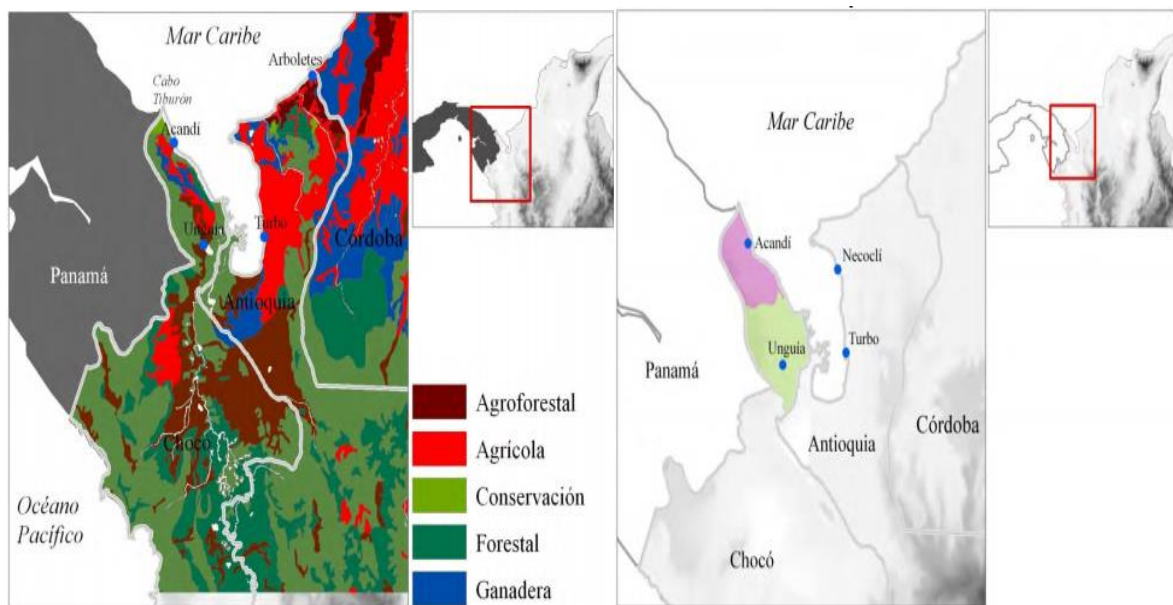 Mar Caribe
Arboletes
Cabo
Tiburón
Acandí
Unguía
Turbo
Córdoba
Panamá
Antioquia
Chocó
Océano
Pacífico
Agroforestal
Agrícola
Conservación
Forestal
Ganadera
Mar Caribe
Acandí
Necoclí
Turbo
Unguía
Panamá
Antioquia
Córdoba
Chocó